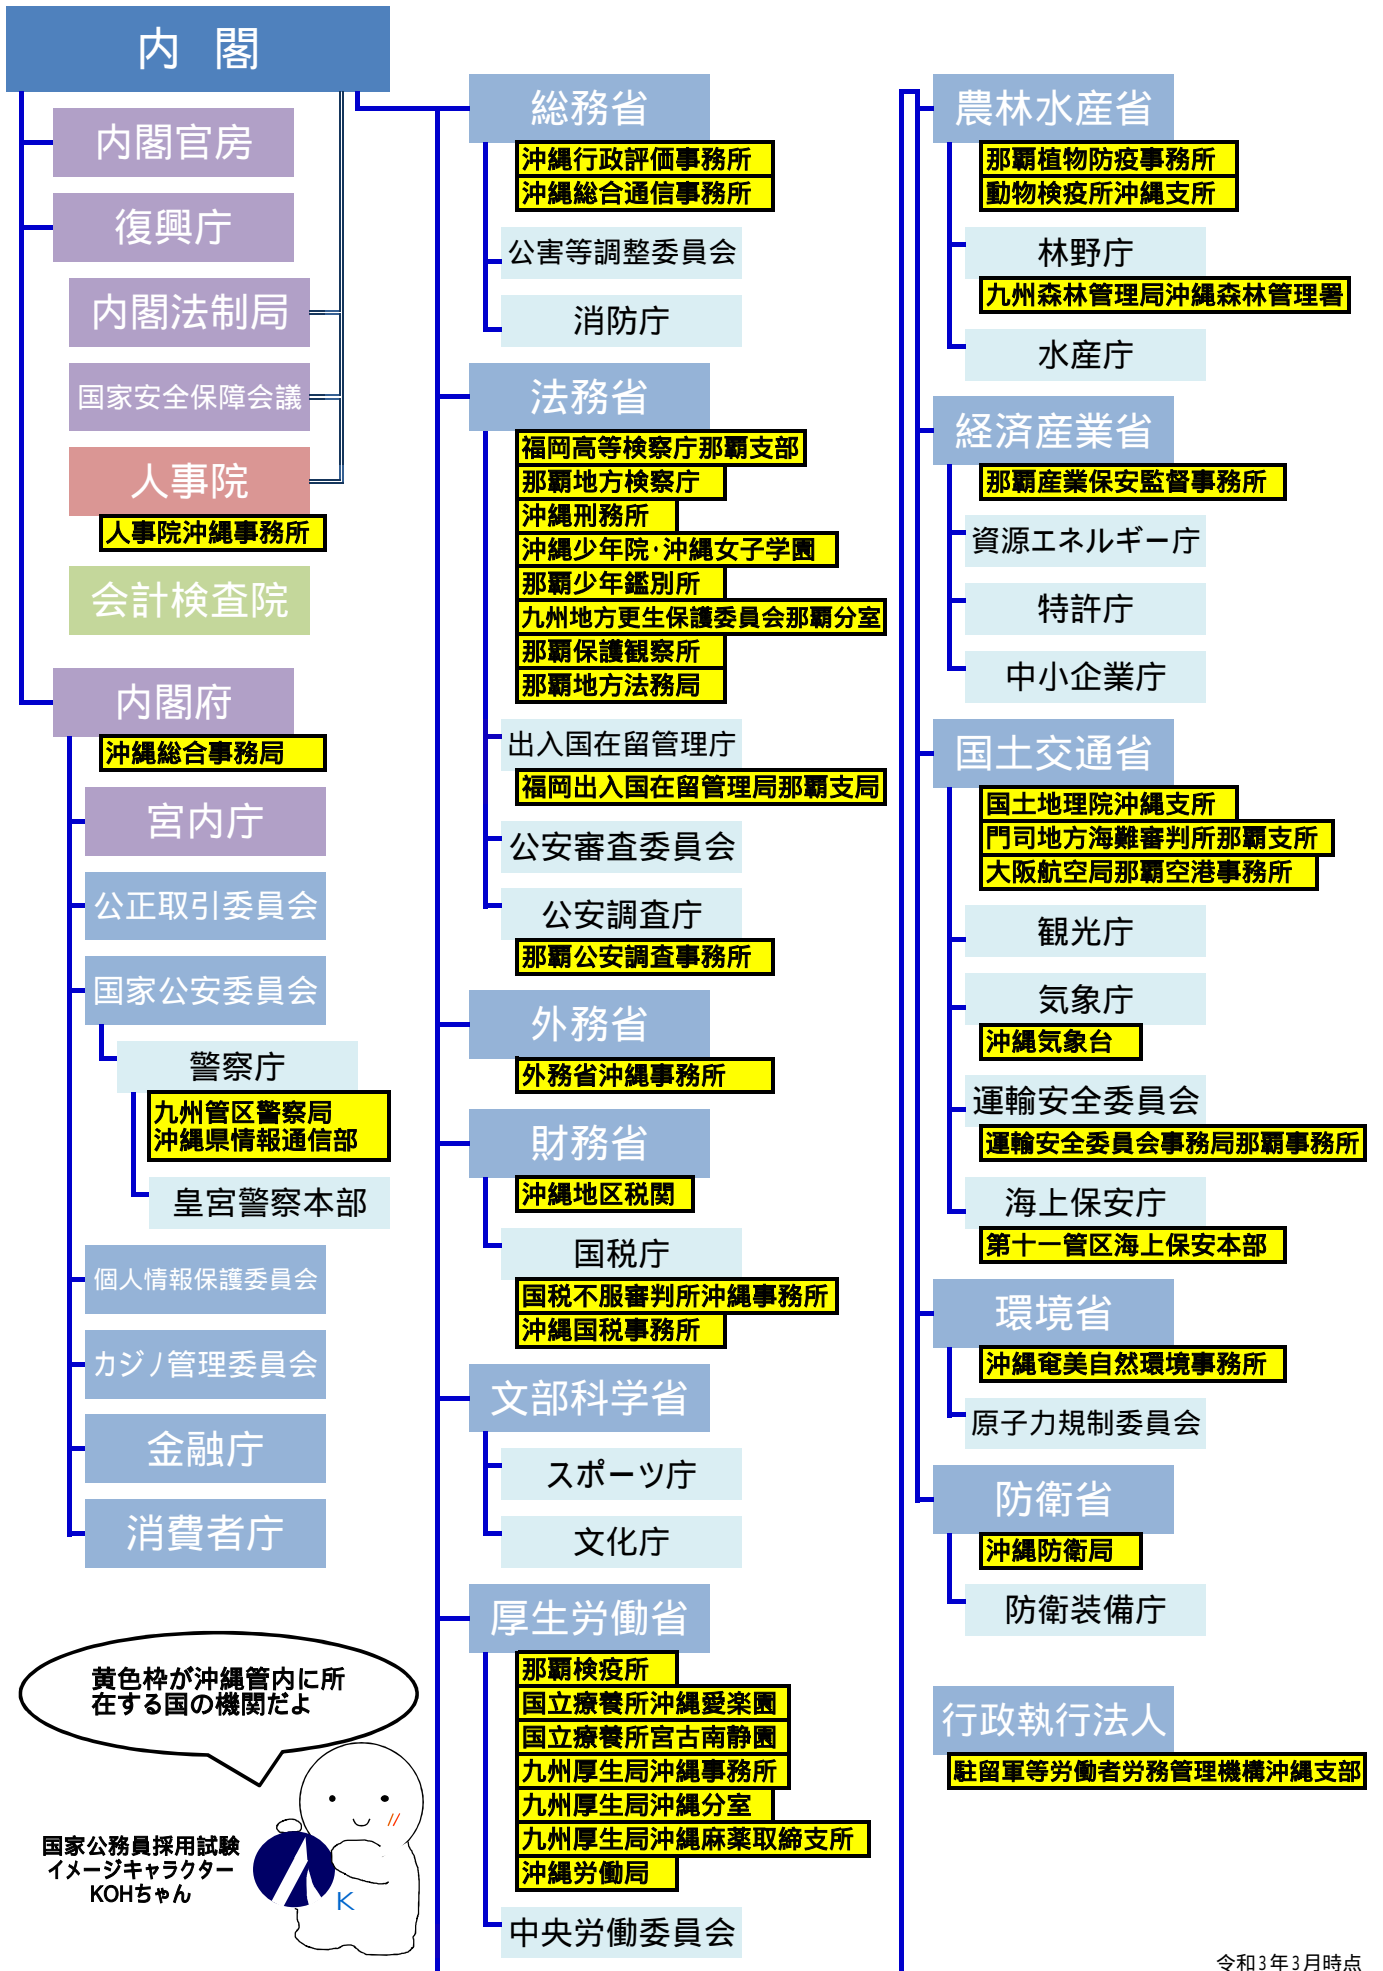 内閣
内閣官房
復興庁
内閣法制局
国家安全保障会議
人事院
人事院沖縄事務所
会計検査院
内閣府
沖縄総合事務局
宮内庁
公正取引委員会
国家公安委員会
警察庁
九州管区警察局
沖縄県情報通信部
皇宮警察本部
個人情報保護委員会
カジノ管理委員会
金融庁
消費者庁
黄色枠が沖縄管内に所
在する国の機関だよ
国家公務員採用試験
イメージキャラクター
KOHちゃん
K
総務省
沖縄行政評価事務所
沖縄総合通信事務所
公害等調整委員会
消防庁
法務省
福岡高等検察庁那覇支部
那覇地方検察庁
沖縄刑務所
沖縄少年院・沖縄女子学園
那覇少年鑑別所
九州地方更生保護委員会那覇分室
那覇保護観察所
那覇地方法務局
出入国在留管理庁
福岡出入国在留管理局那覇支局
公安審査委員会
公安調査庁
那覇公安調査事務所
外務省
外務省沖縄事務所
財務省
沖縄地区税関
国税庁
国税不服審判所沖縄事務所
沖縄国税事務所
文部科学省
スポーツ庁
文化庁
厚生労働省
那覇検疫所
国立療養所沖縄愛楽園
国立療養所宮古南静園
九州厚生局沖縄事務所
九州厚生局沖縄分室
九州厚生局沖縄麻薬取締支所
沖縄労働局
中央労働委員会
農林水産省
那覇植物防疫事務所
動物検疫所沖縄支所
林野庁
九州森林管理局沖縄森林管理署
水産庁
経済産業省
那覇産業保安監督事務所
資源エネルギー庁
特許庁
中小企業庁
国土交通省
国土地理院沖縄支所
門司地方海難審判所那覇支所
大阪航空局那覇空港事務所
観光庁
気象庁
沖縄気象台
運輸安全委員会
運輸安全委員会事務局那覇事務所
海上保安庁
第十一管区海上保安本部
環境省
沖縄奄美自然環境事務所
原子力規制委員会
防衛省
沖縄防衛局
防衛装備庁
行政執行法人
駐留軍等労働者労務管理機構沖縄支部
令和3年3月時点